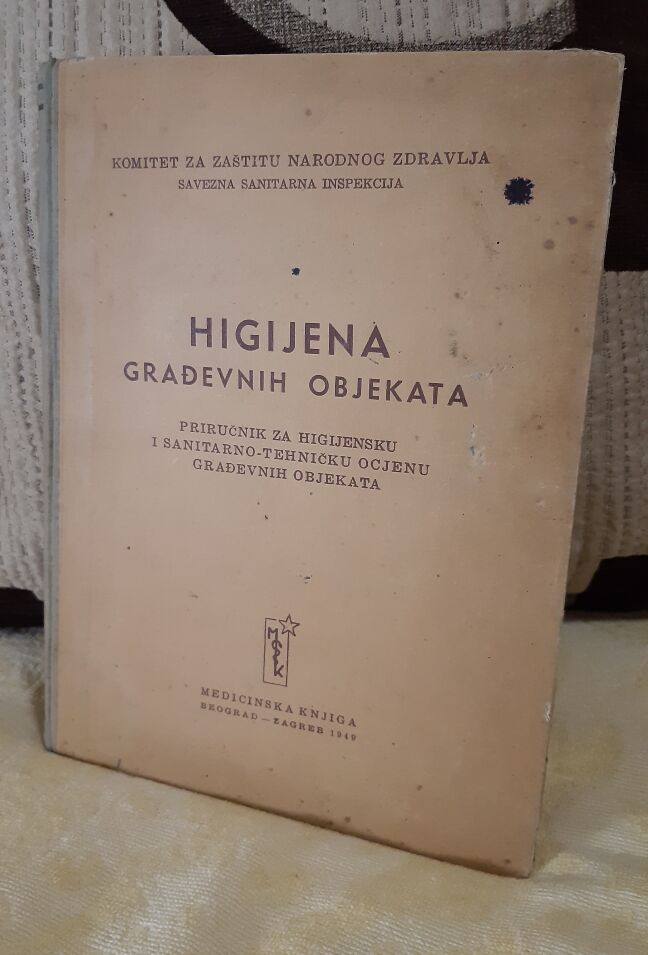 KOMITET ZA ZAŠTITU NARODNOG ZDRAVLJA
SAVEZNA SANITARNA INSPEKCIJA
HIGIJENA
GRAĐEVNIH OBJEKATA
PRIRUČNIK ZA HIGIJENSKU
I SANITARNO-TEHNIČKU OCJENU
GRAĐEVNIH OBJEKATA
MEDICINSKA KNJIGA
BEOGRAD — ZAGREB 1949